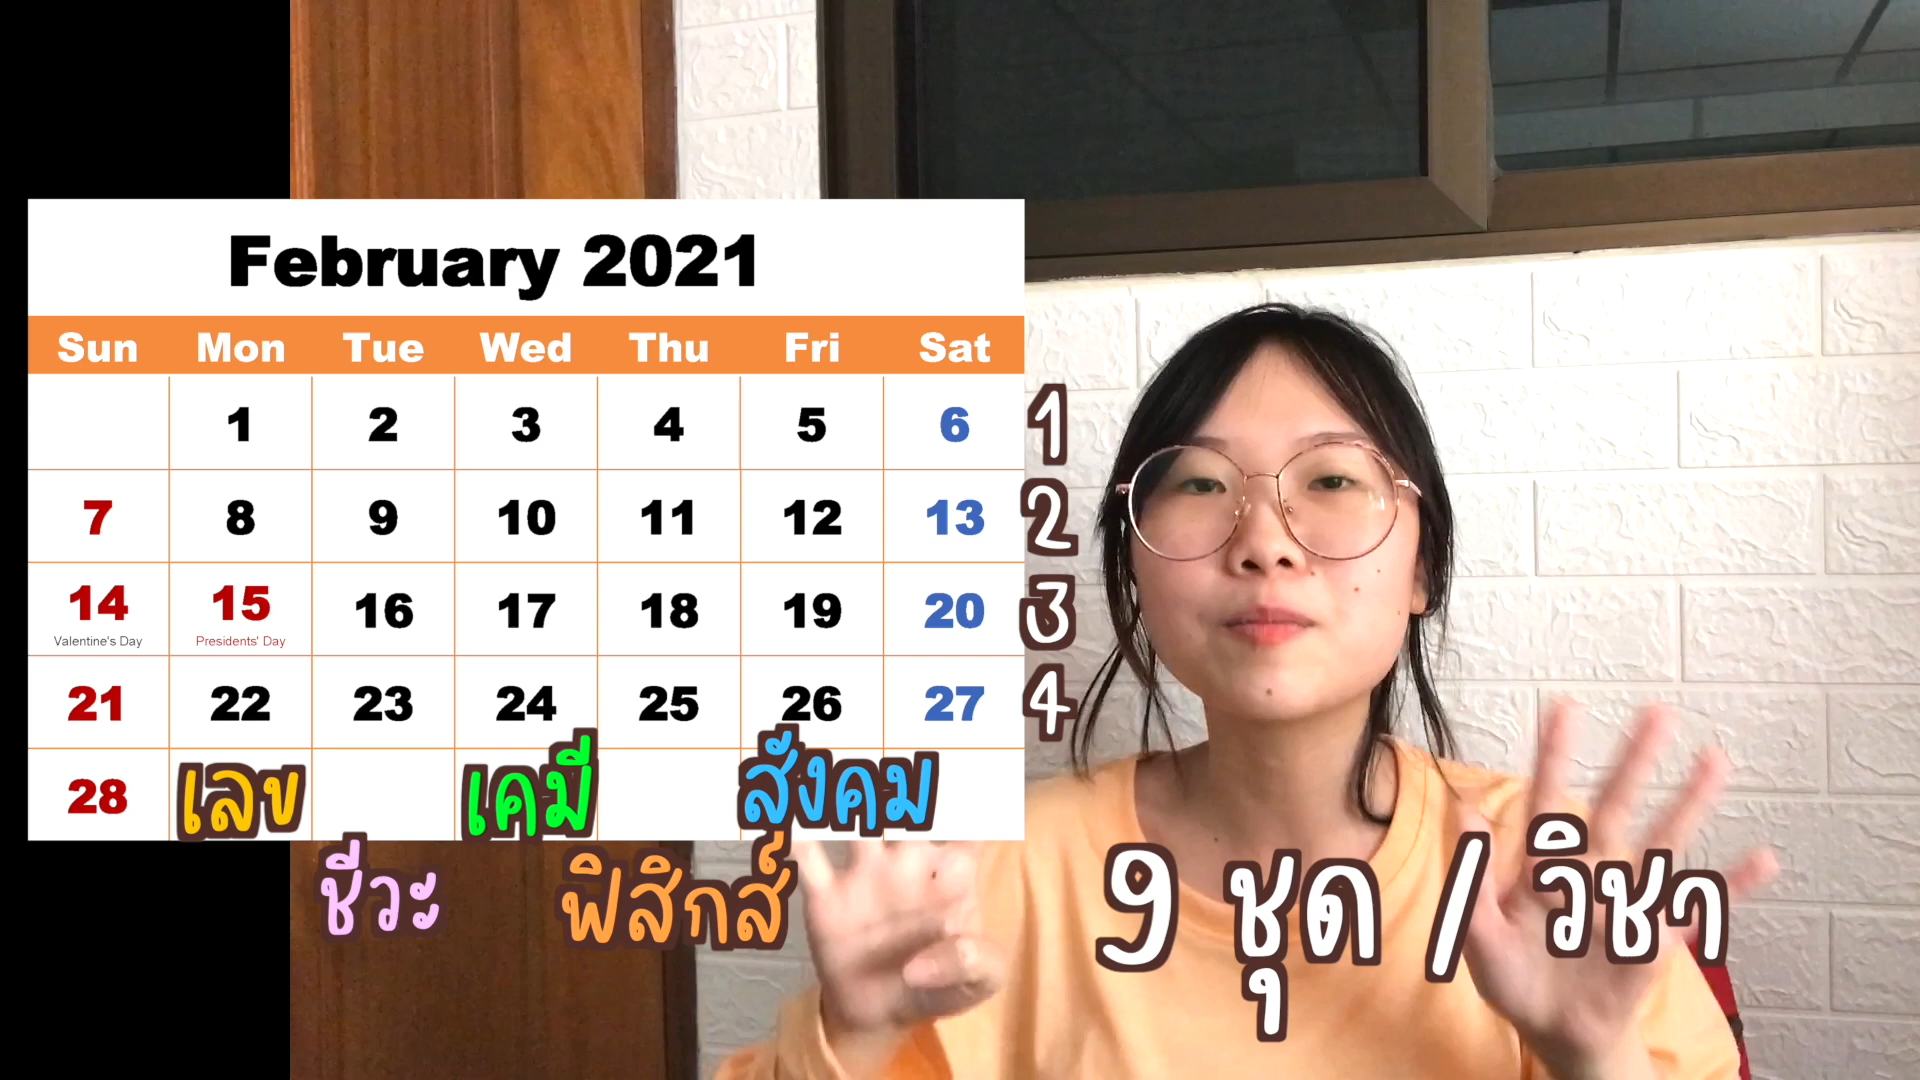 February 2021
Sun Mon Tue Wed Thu Fri Sat
1 2 3 4 5 6 1
7 8 9 10 11 12 13 2
14 15 16 17 18 19 20 3
Valentine's Day Presidents' Day
21 22 23 24 25 26 27 4
28 เลข เคมี สังคม
ชีวะ ฟิสิกส์ 9 ชุด / วิชา